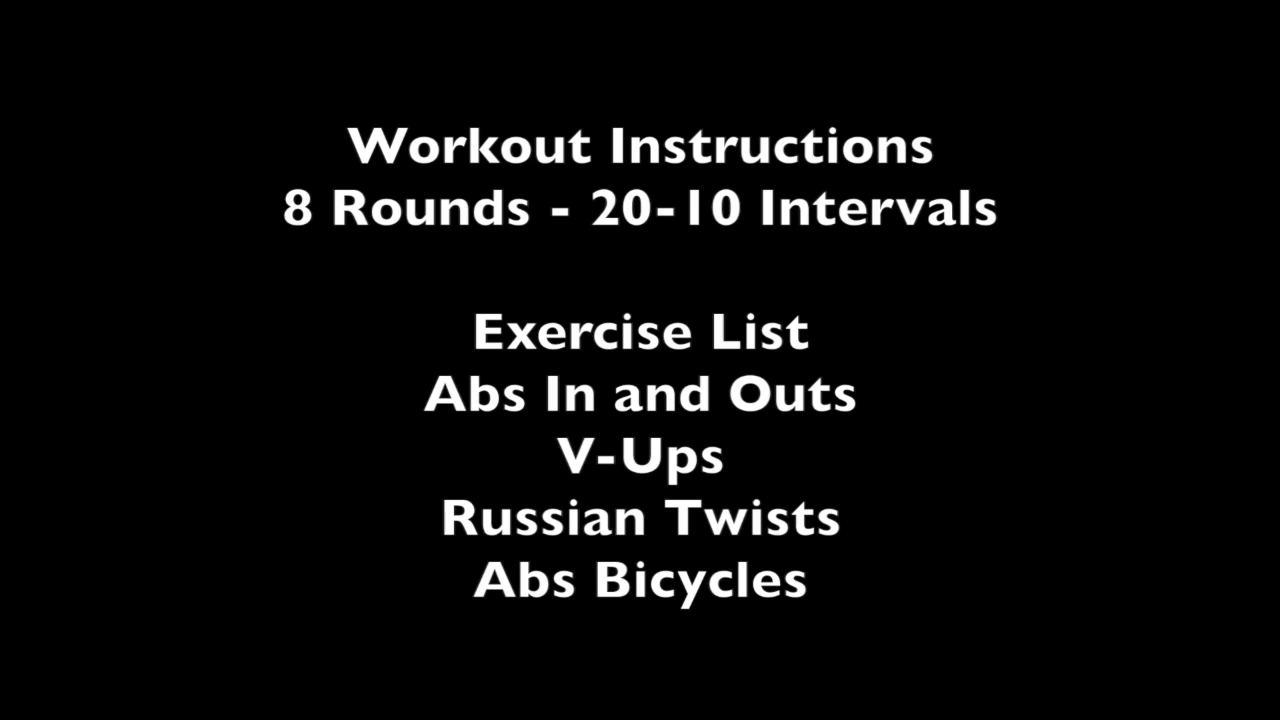 Workout Instructions
8 Rounds - 20-10 Intervals
Exercise List
Abs In and Outs
V-Ups
Russian Twists
Abs Bicycles